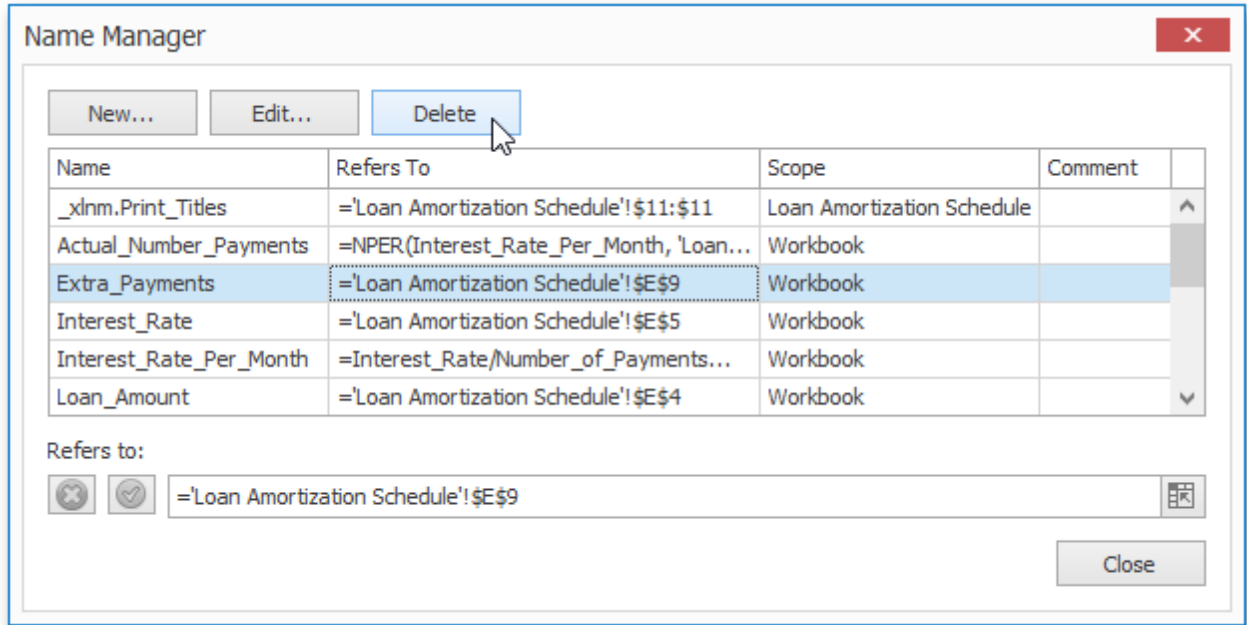 Name Manager
New... Edit... Delete
Name Refers To Scope Comment
_xlnm.Print_Titles ='Loan Amortization Schedule'!$11:$11 Loan Amortization Schedule
Actual_Number_Payments =NPER(Interest_Rate_Per_Month, 'Loan... Workbook
Extra_Payments ='Loan Amortization Schedule'!$E$9 Workbook
Interest_Rate ='Loan Amortization Schedule'!$E$5 Workbook
Interest_Rate_Per_Month =Interest_Rate/Number_of_Payments... Workbook
Loan_Amount ='Loan Amortization Schedule'!$E$4 Workbook
Refers to:
='Loan Amortization Schedule'!$E$9
Close